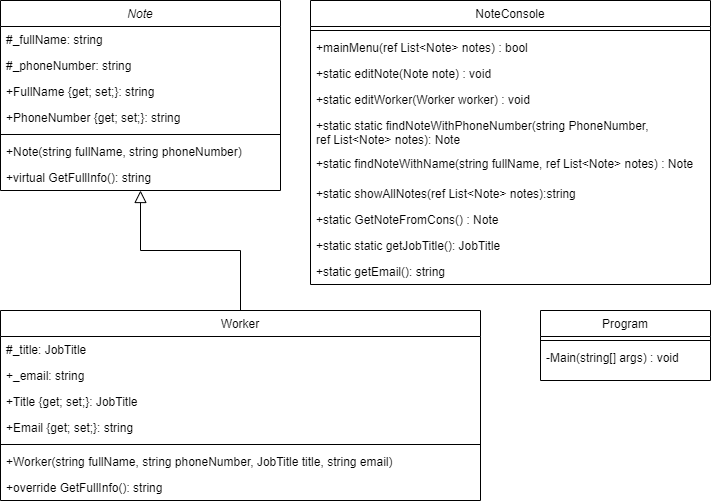 Note
#_fullName: string
#_phoneNumber: string
+FullName {get; set;}: string
+PhoneNumber {get; set;}: string
+Note(string fullName, string phoneNumber)
+virtual GetFullInfo(): string
NoteConsole
+mainMenu(ref List<Note> notes) : bool
+static editNote(Note note) : void
+static editWorker(Worker worker) : void
+static static findNoteWithPhoneNumber(string PhoneNumber,
ref List<Note> notes): Note
+static findNoteWithName(string fullName, ref List<Note> notes) : Note
+static showAllNotes(ref List<Note> notes):string
+static GetNoteFromCons() : Note
+static static getJobTitle(): JobTitle
+static getEmail(): string
Worker
#_title: JobTitle
+_email: string
+Title {get; set;}: JobTitle
+Email {get; set;}: string
+Worker(string fullName, string phoneNumber, JobTitle title, string email)
+override GetFullInfo(): string
Program
-Main(string[] args) : void